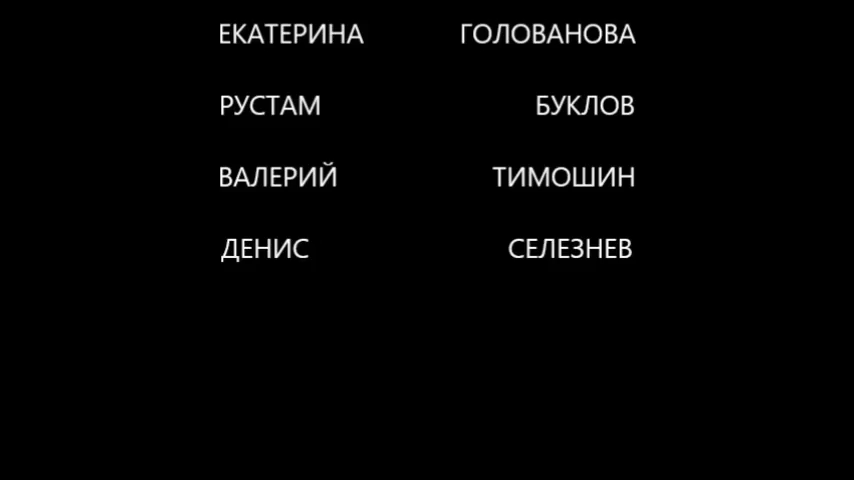 ЕКАТЕРИНА ГОЛОВАНОВА
РУСТАМ БУКЛОВ
ВАЛЕРИЙ ТИМОШИН
ДЕНИС СЕЛЕЗНЕВ